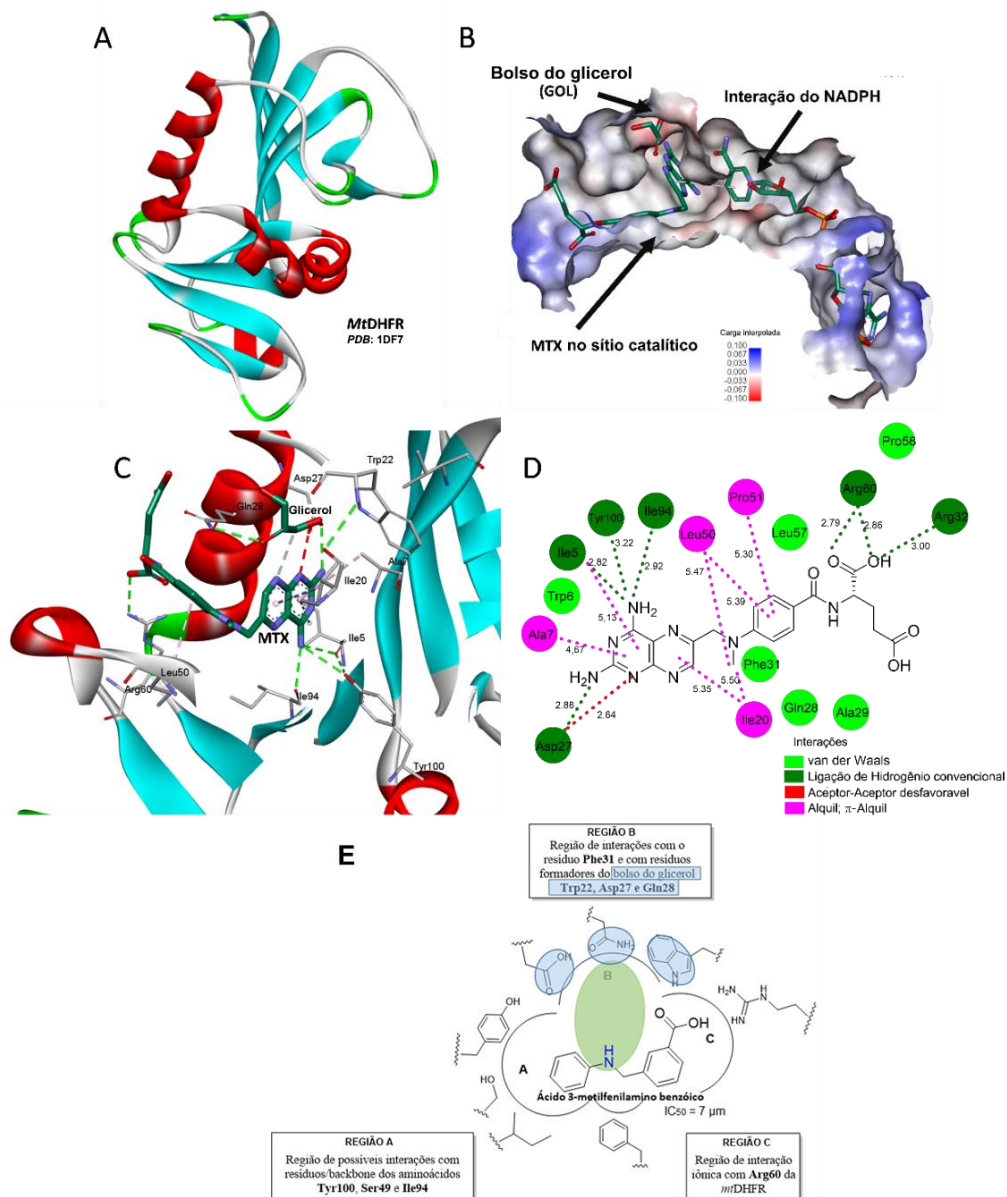 A
MtDHFR
PDB: 1DF7
B
Bolso do glicerol
(GOL)
Interação do NADPH
MTX no sítio catalítico
Carga interpolada
0,100
0,067
0,033
0,000
-0,033
-0,067
-0,100
C
Trp22
Asp27
Glicerol
Gln28
Ala7
Ile20
MTX
Ile5
Leu50
Arg60
Ile94
Tyr100
D
Pro58
Arg60
Pro51
Ile94
Tyr100
Arg32
Leu50
Leu57
Ile5
2.79
2.86
3.22
3.00
5.30
2.82
2.92
5.47
OH
O
Trp6
NH2
5.39
O
5.13
N
H
O
Ala7
N
N
N
4.67
Phe31
OH
H2N
N
N
5.50
5.35
2.88
2.64
Ile20
Gln28
Ala29
Asp27
Interações
van der Waals
Ligação de Hidrogênio convencional
Aceptor-Aceptor desfavoravel
Alquil; π-Alquil
E
REGIÃO B
Região de interações com o
resíduo Phe31 e com resíduos
formadores do bolso do glicerol
Trp22, Asp27 e Gln28
O
NH2
OH
O
B
N
H
OH
NH2
HN
N
H
O
OH
C
H
N
A
HO
Ácido 3-metilfenilamino benzóico
IC50 = 7 µm
REGIÃO A
Região de possíveis interações com
resíduos/backbone dos aminoácidos
Tyr100, Ser49 e Ile94
REGIÃO C
Região de interação
iônica com Arg60 da
mtDHFR